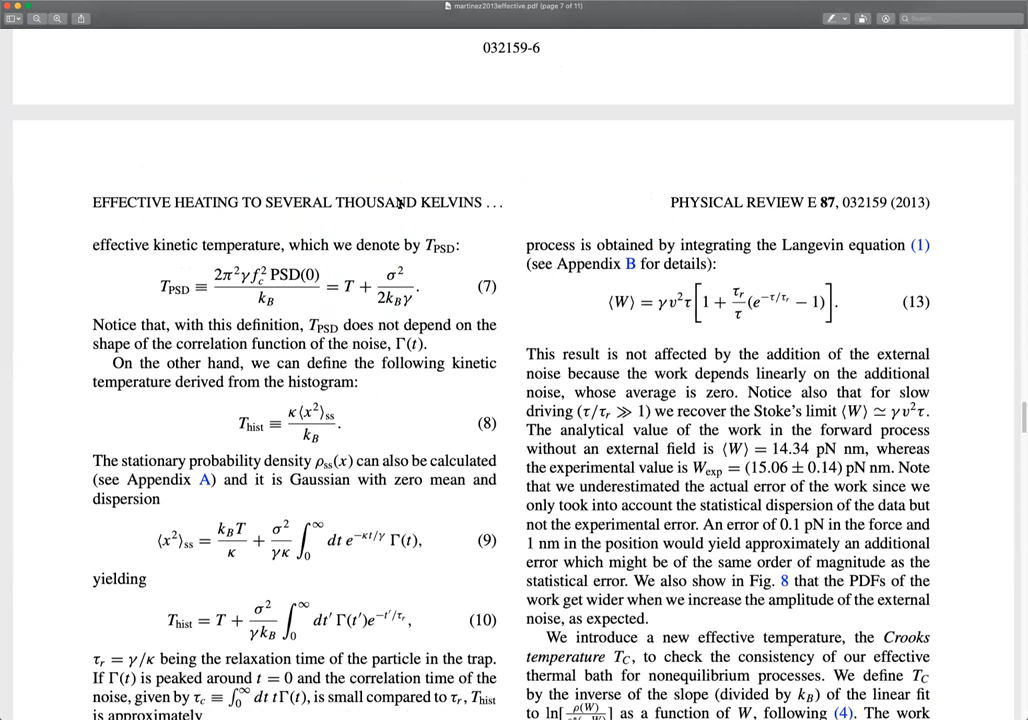 martinez2013effective.pdf (page 7 of 11)
Search
032159-6
EFFECTIVE HEATING TO SEVERAL THOUSAND KELVINS . . .
PHYSICAL REVIEW E 87, 032159 (2013)
effective kinetic temperature, which we denote by T_PSD:
T_PSD ≡ 2π²γ f_c² PSD(0) / k_B = T + σ² / 2k_Bγ. (7)
Notice that, with this definition, T_PSD does not depend on the
shape of the correlation function of the noise, Γ(t).
On the other hand, we can define the following kinetic
temperature derived from the histogram:
T_hist ≡ κ⟨x²⟩_ss / k_B. (8)
The stationary probability density ρ_ss(x) can also be calculated
(see Appendix A) and it is Gaussian with zero mean and
dispersion
⟨x²⟩_ss = k_BT / κ + σ² / γκ ∫_0^∞ dt e^{−κt/γ} Γ(t), (9)
yielding
T_hist = T + σ² / γk_B ∫_0^∞ dt′ Γ(t′)e^{−t′/τ_r}, (10)
τ_r = γ/κ being the relaxation time of the particle in the trap.
If Γ(t) is peaked around t = 0 and the correlation time of the
noise, given by τ_c ≡ ∫_0^∞ dt tΓ(t), is small compared to τ_r, T_hist
is approximately
process is obtained by integrating the Langevin equation (1)
(see Appendix B for details):
⟨W⟩ = γv²τ[1 + τ_r / τ (e^{−τ/τ_r} − 1)]. (13)
This result is not affected by the addition of the external
noise because the work depends linearly on the additional
noise, whose average is zero. Notice also that for slow
driving (τ/τ_r ≫ 1) we recover the Stoke's limit ⟨W⟩ ≃ γv²τ.
The analytical value of the work in the forward process
without an external field is ⟨W⟩ = 14.34 pN nm, whereas
the experimental value is W_exp = (15.06 ± 0.14) pN nm. Note
that we underestimated the actual error of the work since we
only took into account the statistical dispersion of the data but
not the experimental error. An error of 0.1 pN in the force and
1 nm in the position would yield approximately an additional
error which might be of the same order of magnitude as the
statistical error. We also show in Fig. 8 that the PDFs of the
work get wider when we increase the amplitude of the external
noise, as expected.
We introduce a new effective temperature, the Crooks
temperature T_C, to check the consistency of our effective
thermal bath for nonequilibrium processes. We define T_C
by the inverse of the slope (divided by k_B) of the linear fit
to ln[ρ(W)] as a function of W, following (4). The work